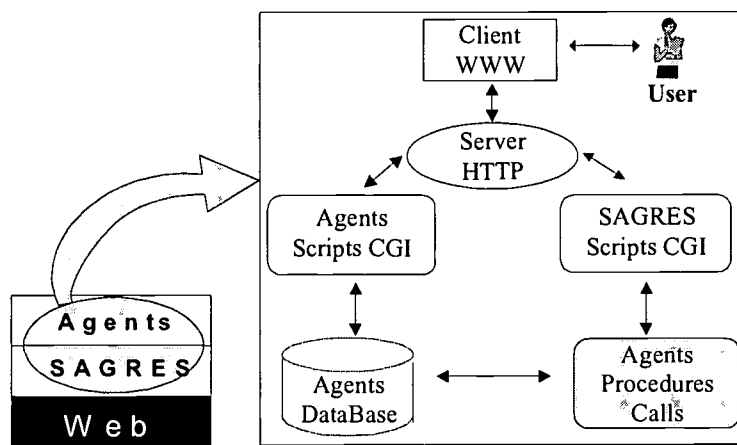 Client
WWW
User
Server
HTTP
Agents
Scripts CGI
SAGRES
Scripts CGI
Agents
SAGRES
Web
Agents
DataBase
Agents
Procedures
Calls